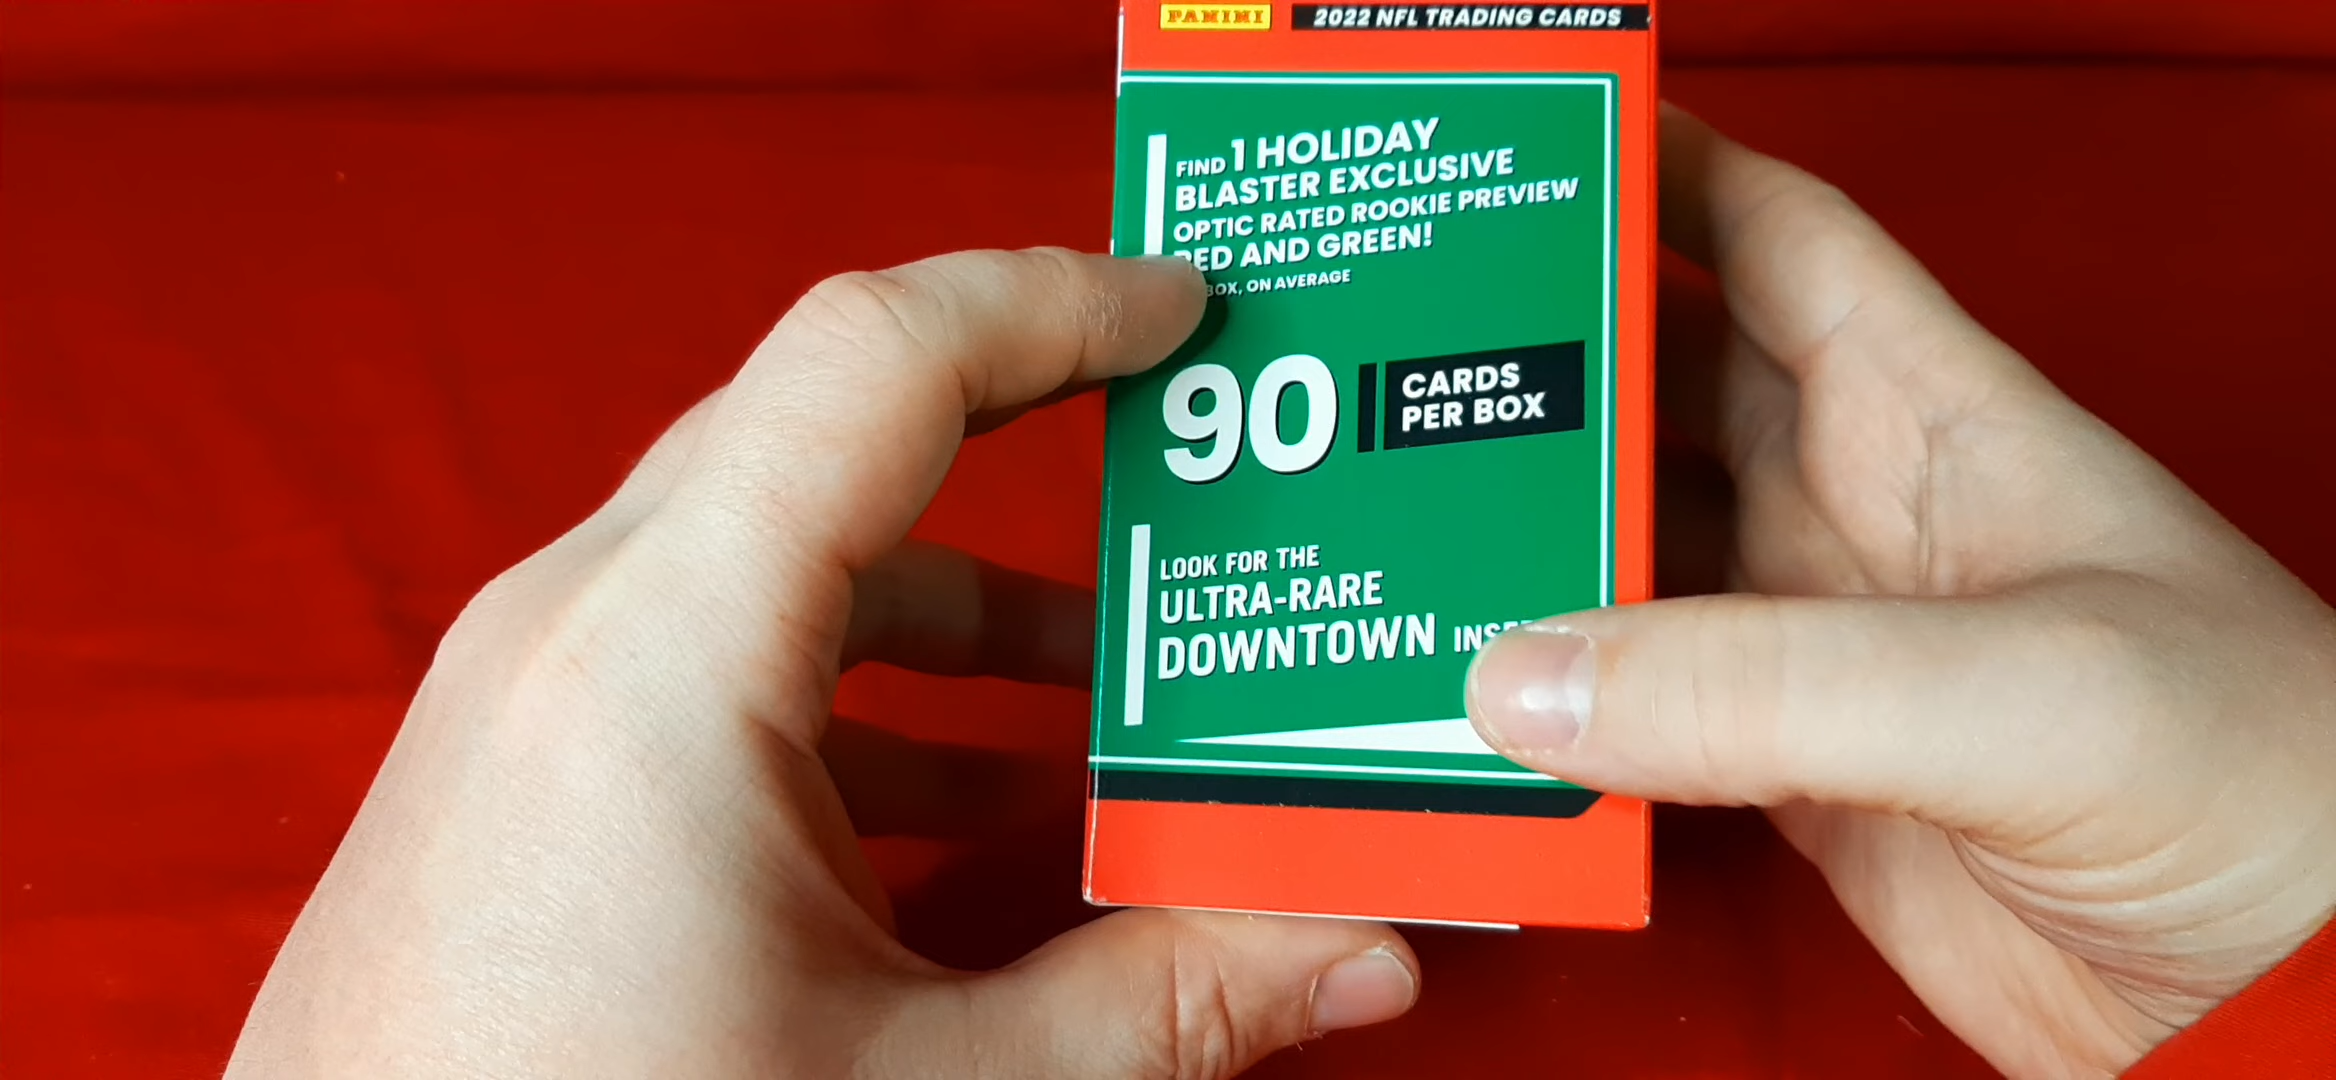 PANINI 2022 NFL TRADING CARDS
FIND 1 HOLIDAY
BLASTER EXCLUSIVE
OPTIC RATED ROOKIE PREVIEW
RED AND GREEN!
BOX, ON AVERAGE
90 CARDS
PER BOX
LOOK FOR THE
ULTRA-RARE
DOWNTOWN